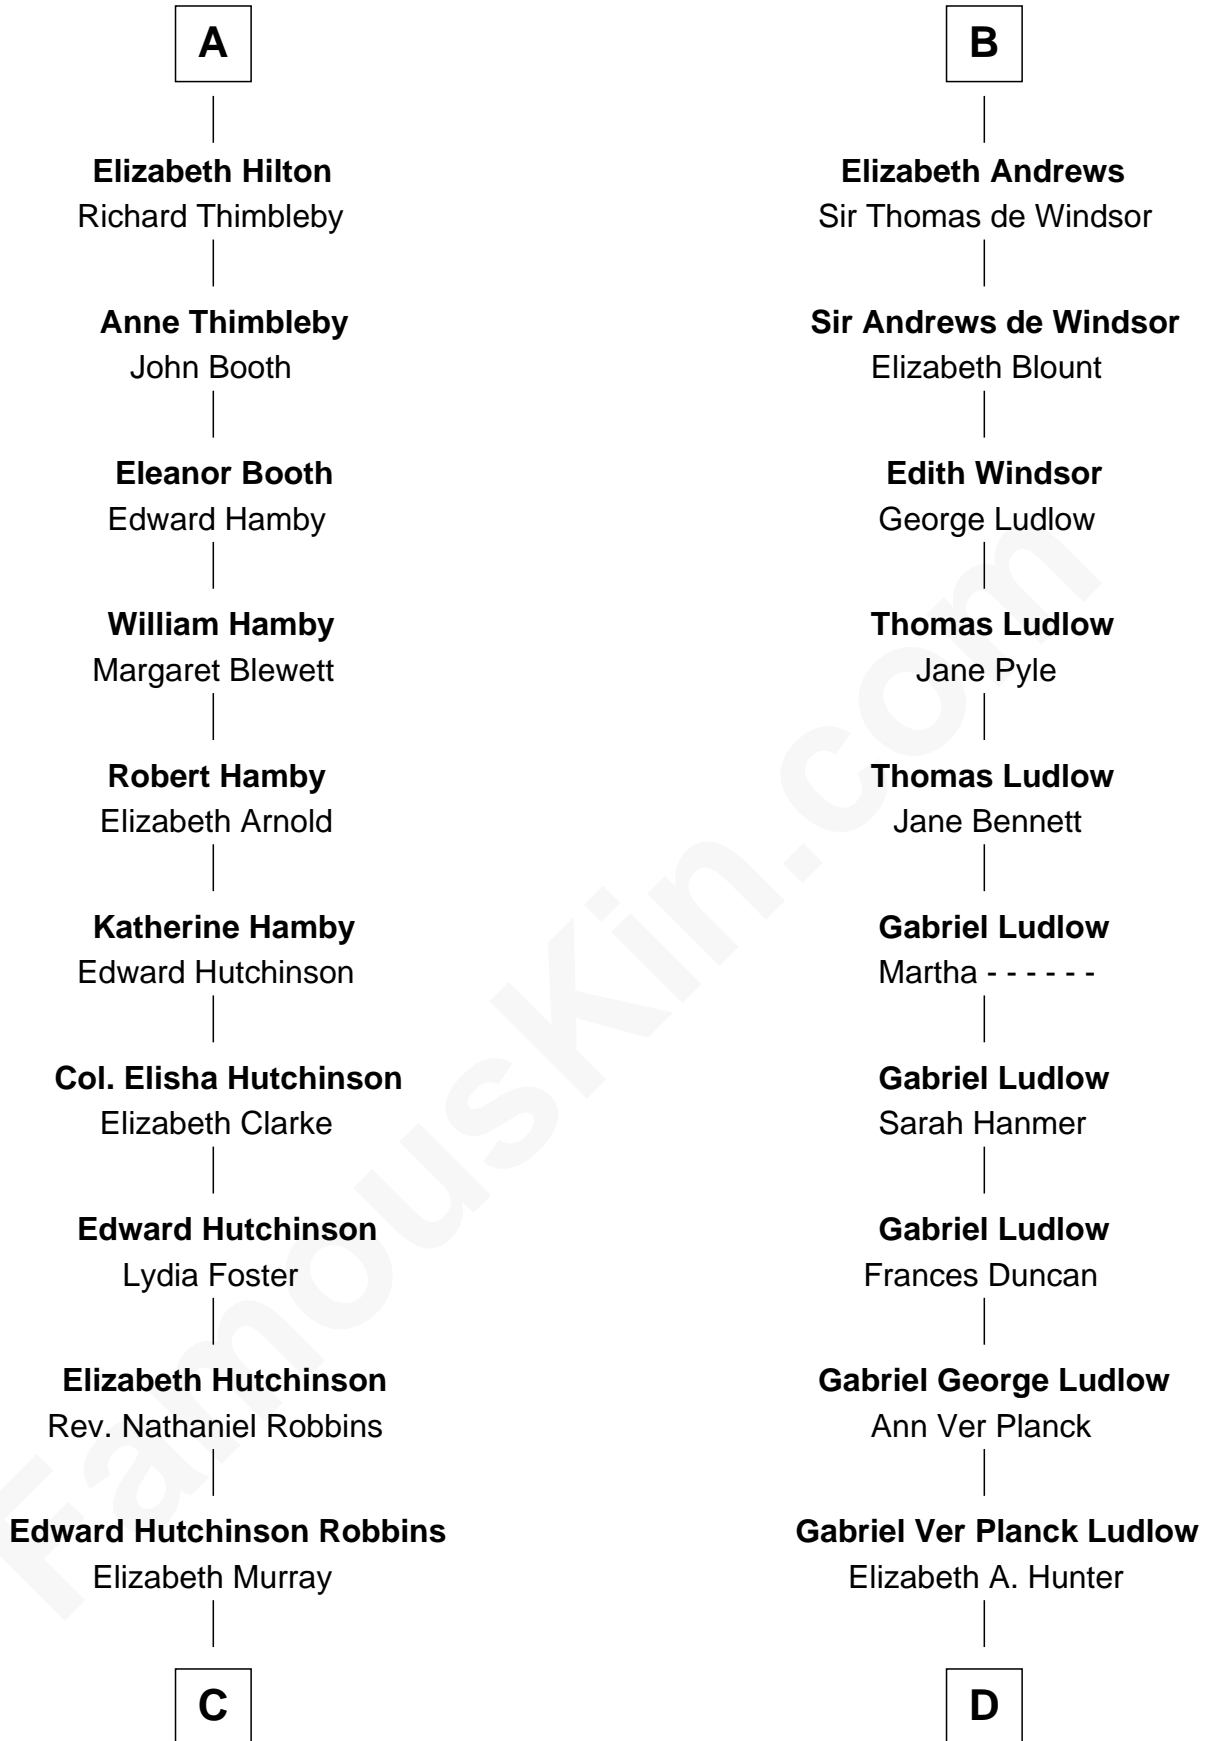 A
Elizabeth Hilton
Richard Thimbleby
Anne Thimbleby
John Booth
Eleanor Booth
Edward Hamby
William Hamby
Margaret Blewett
Robert Hamby
Elizabeth Arnold
Katherine Hamby
Edward Hutchinson
Col. Elisha Hutchinson
Elizabeth Clarke
Edward Hutchinson
Lydia Foster
Elizabeth Hutchinson
Rev. Nathaniel Robbins
Edward Hutchinson Robbins
Elizabeth Murray
C
B
Elizabeth Andrews
Sir Thomas de Windsor
Sir Andrews de Windsor
Elizabeth Blount
Edith Windsor
George Ludlow
Thomas Ludlow
Jane Pyle
Thomas Ludlow
Jane Bennett
Gabriel Ludlow
Martha - - - - - -
Gabriel Ludlow
Sarah Hanmer
Gabriel Ludlow
Frances Duncan
Gabriel George Ludlow
Ann Ver Planck
Gabriel Ver Planck Ludlow
Elizabeth A. Hunter
D
FamousKin.com